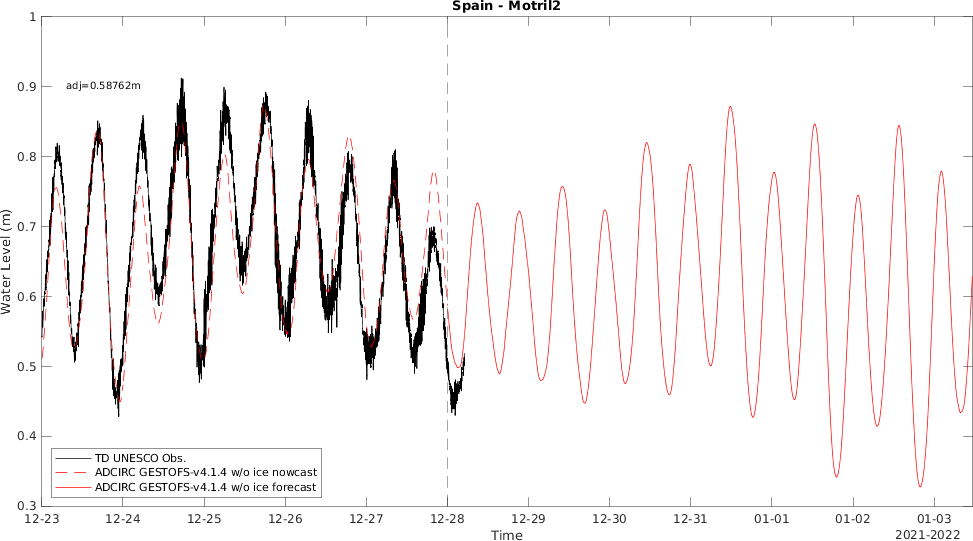 Spain - Motril2
1
0.9
0.8
0.7
0.6
0.5
0.4
0.3
Water Level (m)
adj=0.58762m
TD UNESCO Obs.
ADCIRC GESTOFS-v4.1.4 w/o ice nowcast
ADCIRC GESTOFS-v4.1.4 w/o ice forecast
12-23 12-24 12-25 12-26 12-27 12-28 12-29 12-30 12-31 01-01 01-02 01-03
Time
2021-2022